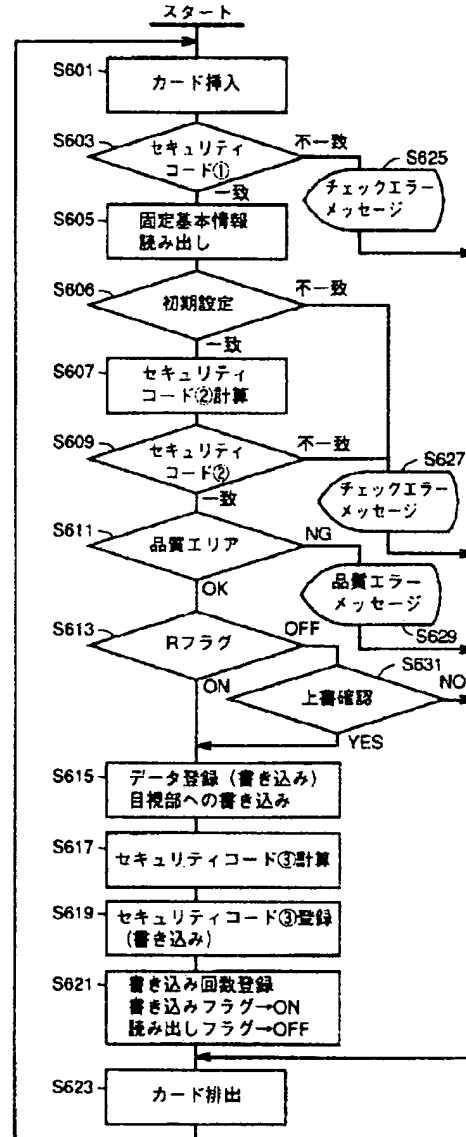 スタート
S601
カード挿入
S603
セキュリティ
コード①
不一致
一致
S625
チェックエラー
メッセージ
S605
固定基本情報
読み出し
S606
初期設定
不一致
一致
S607
セキュリティ
コード②計算
S609
セキュリティ
コード②
不一致
一致
S627
チェックエラー
メッセージ
S611
品質エリア
NG
OK
品質エラー
メッセージ
S629
S613
Rフラグ
OFF
ON
S631
上書確認
NO
YES
S615
データ登録(書き込み)
目視部への書き込み
S617
セキュリティコード③計算
S619
セキュリティコード③登録
(書き込み)
S621
書き込み回数登録
書き込みフラグ→ON
読み出しフラグ→OFF
S623
カード排出